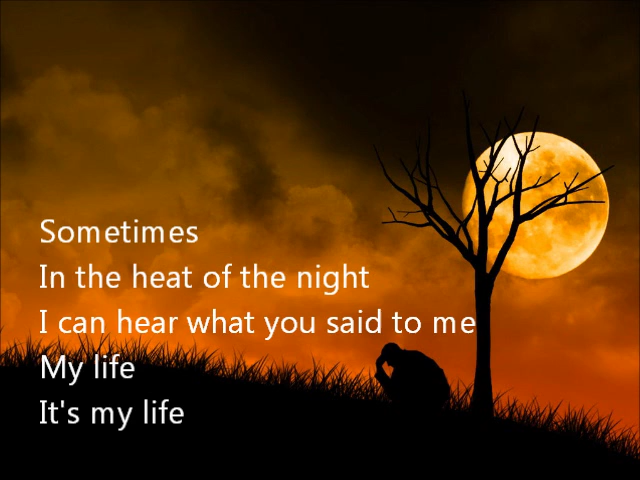 Sometimes
In the heat of the night
I can hear what you said to me
My life
It's my life